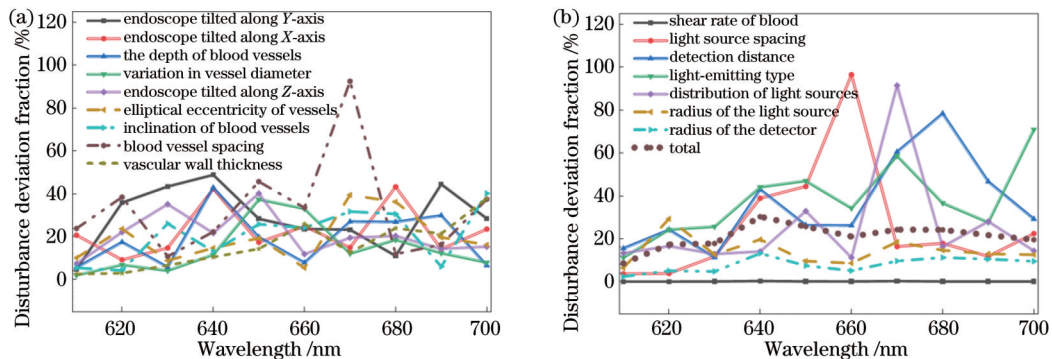 (a)
Disturbance deviation fraction /%
120
100
80
60
40
20
0
endoscope tilted along Y-axis
endoscope tilted along X-axis
the depth of blood vessels
variation in vessel diameter
endoscope tilted along Z-axis
elliptical eccentricity of vessels
inclination of blood vessels
blood vessel spacing
vascular wall thickness
620
640
660
680
700
Wavelength /nm
(b)
Disturbance deviation fraction /%
120
100
80
60
40
20
0
shear rate of blood
light source spacing
detection distance
light-emitting type
distribution of light sources
radius of the light source
radius of the detector
total
620
640
660
680
700
Wavelength /nm